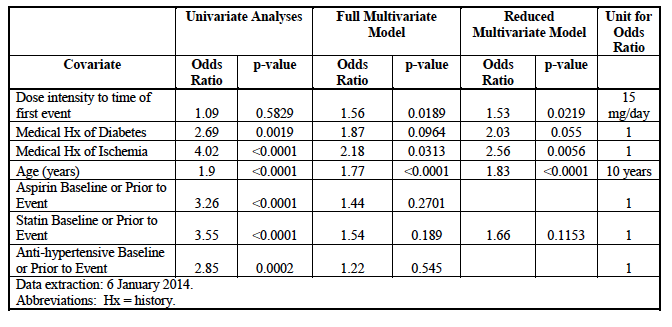 Univariate Analyses Full Multivariate Model Reduced Multivariate Model Unit for Odds Ratio
Covariate Odds Ratio p-value Odds Ratio p-value Odds Ratio p-value
Dose intensity to time of first event 1.09 0.5829 1.56 0.0189 1.53 0.0219 15 mg/day
Medical Hx of Diabetes 2.69 0.0019 1.87 0.0964 2.03 0.055 1
Medical Hx of Ischemia 4.02 <0.0001 2.18 0.0313 2.56 0.0056 1
Age (years) 1.9 <0.0001 1.77 <0.0001 1.83 <0.0001 10 years
Aspirin Baseline or Prior to Event 3.26 <0.0001 1.44 0.2701 1
Statin Baseline or Prior to Event 3.55 <0.0001 1.54 0.189 1.66 0.1153 1
Anti-hypertensive Baseline or Prior to Event 2.85 0.0002 1.22 0.545 1
Data extraction: 6 January 2014.
Abbreviations: Hx = history.